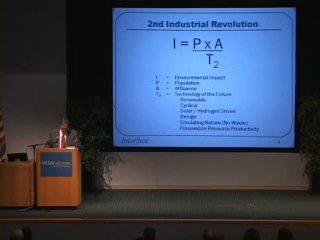 2nd Industrial Revolution
I = P x A
T2
I = Environmental Impact
P = Population
A = Affluence
T2 = Technology of the Future
Renewable
Cyclical
Solar / Hydrogen Driven
Benign
Emulating Nature (No Waste)
Focused on Resource Productivity
Interface
UCLA